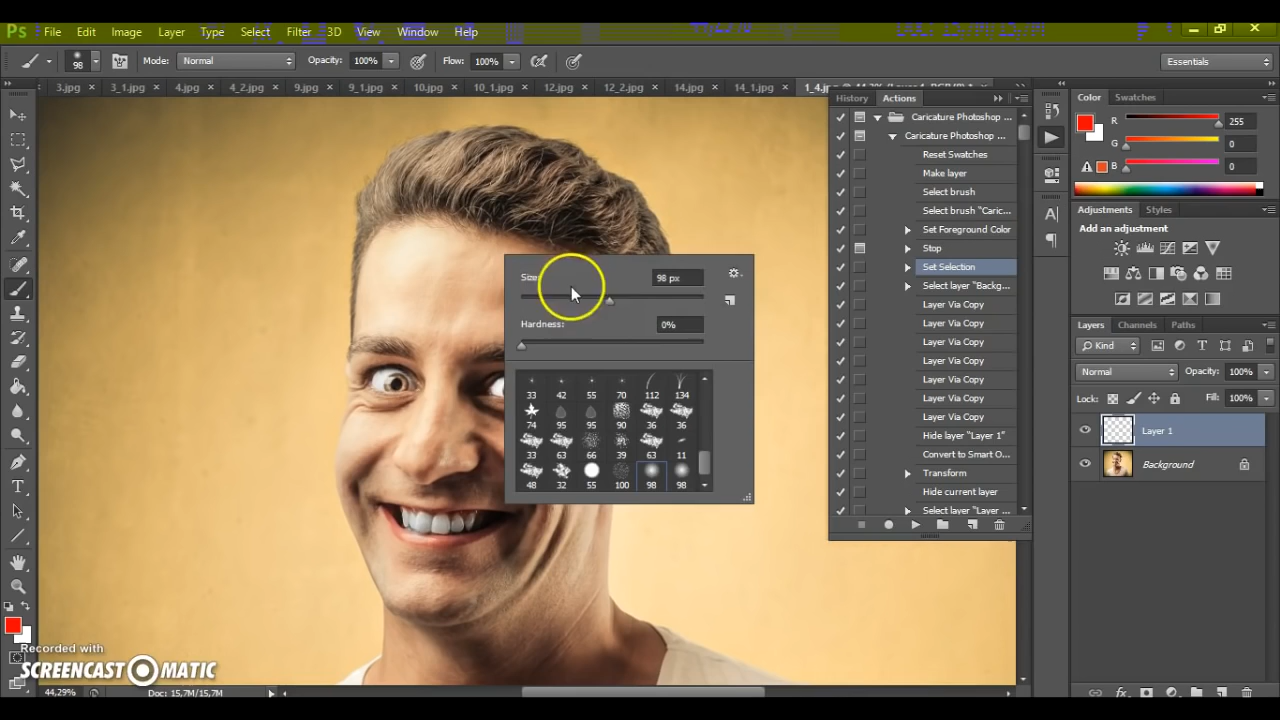 Ps File Edit Image Layer Type Select Filter 3D View Window Help
98 Mode: Normal Opacity: 100% Flow: 100% Essentials
3.jpg × 3_1.jpg × 4.jpg × 4_2.jpg × 9.jpg × 9_1.jpg × 10.jpg × 10_1.jpg × 12.jpg × 12_2.jpg × 14.jpg × 14_1.jpg ×
History Actions
Caricature Photoshop ...
Caricature Photoshop ...
Reset Swatches
Make layer
Select brush
Select brush "Caric...
Set Foreground Color
Stop
Set Selection
Select layer "Backg...
Layer Via Copy
Layer Via Copy
Layer Via Copy
Layer Via Copy
Layer Via Copy
Layer Via Copy
Layer Via Copy
Hide layer "Layer 1"
Convert to Smart O...
Transform
Hide current layer
Select layer "Layer ...
Size: 98 px
Hardness: 0%
33 42 55 70 112 134
74 95 95 90 36 36
33 63 66 39 63 11
48 32 55 100 98 98
Color Swatches
R 255
G 0
B 0
Adjustments Styles
Add an adjustment
Layers Channels Paths
Kind
Normal Opacity: 100%
Lock: Fill: 100%
Layer 1
Background
Recorded with
SCREENCAST MATIC
44,29% Doc: 15,7M/15,7M